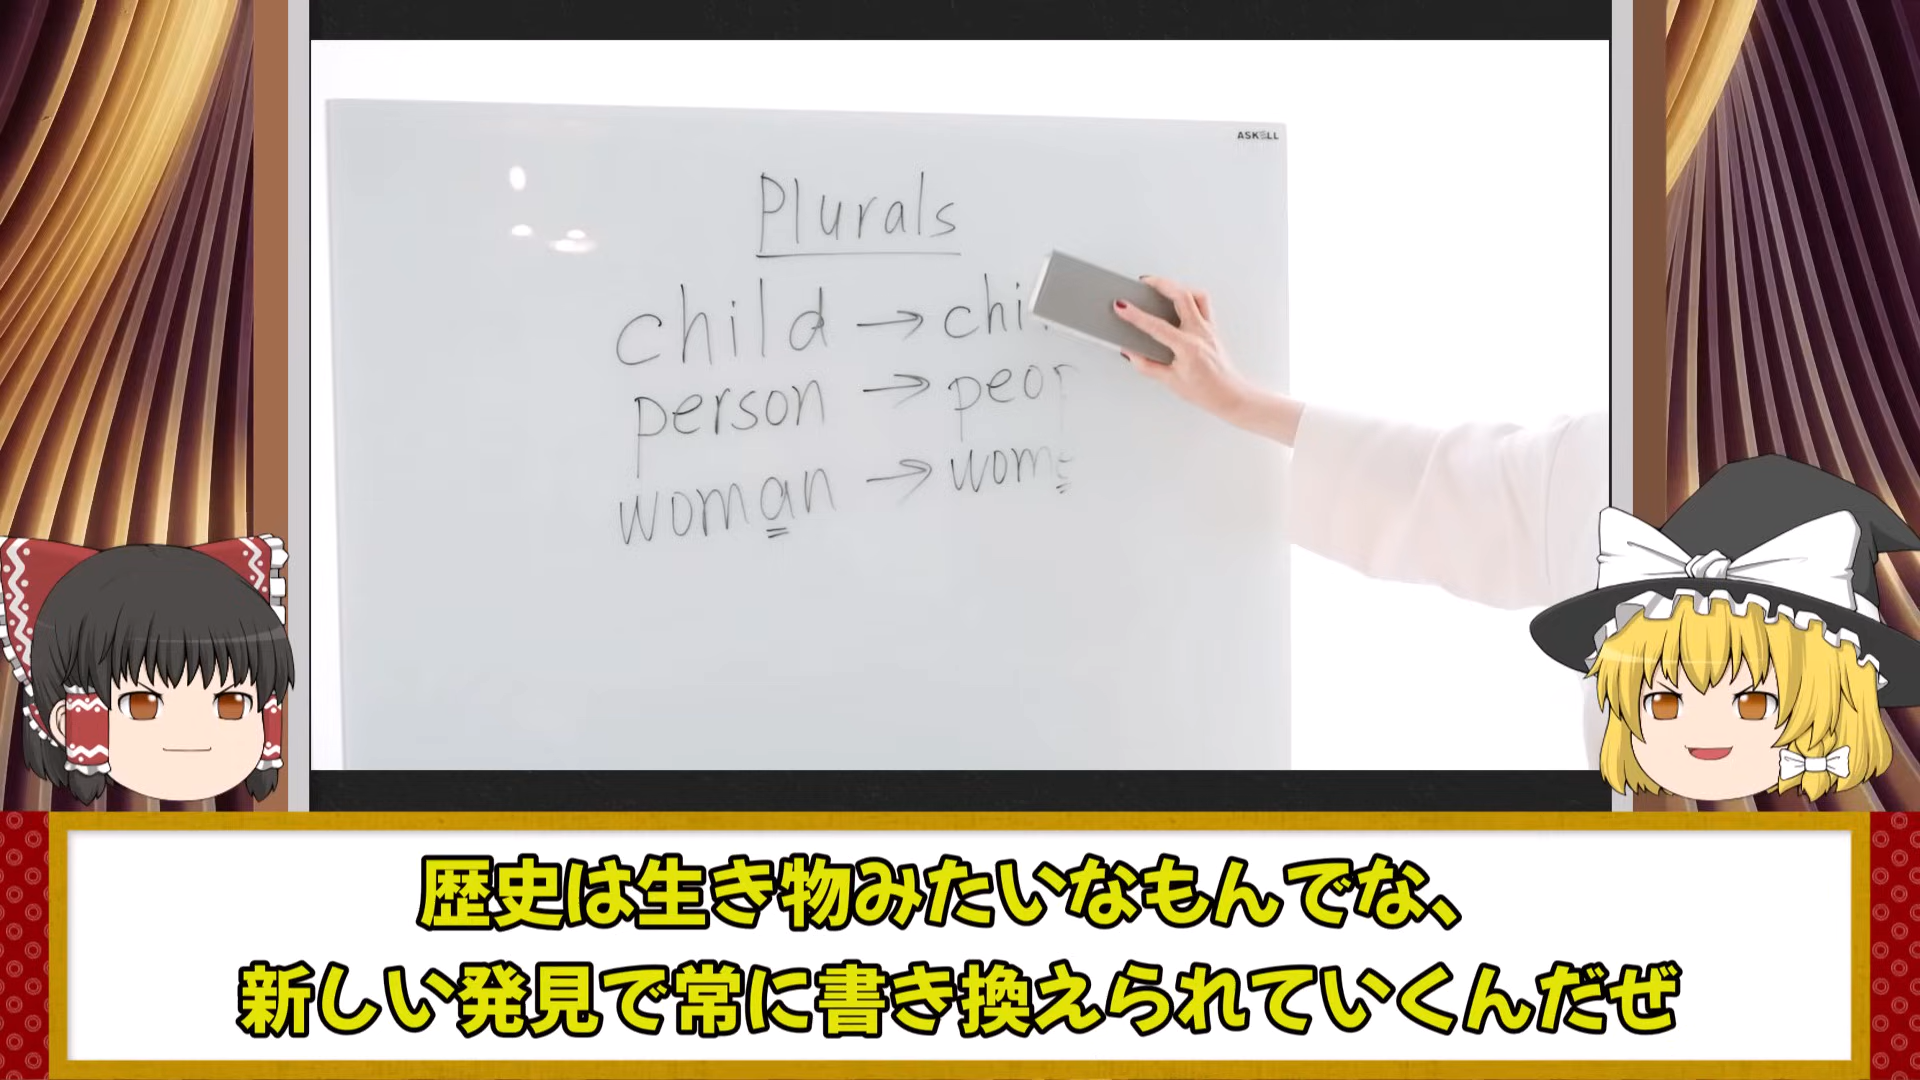 ASKELL
Plurals
child → chi
person → peop
woman → wome
歴史は生き物みたいなもんでな、
新しい発見で常に書き換えられていくんだぜ